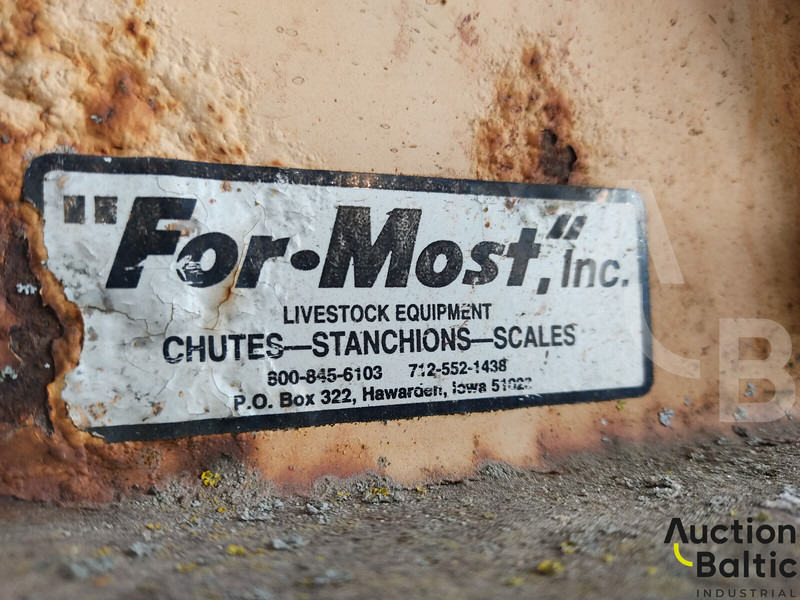 "For-Most," Inc.
LIVESTOCK EQUIPMENT
CHUTES—STANCHIONS—SCALES
800-845-6103 712-552-1438
P.O. Box 322, Hawarden, Iowa 51023
A
B
Auction
Baltic
INDUSTRIAL